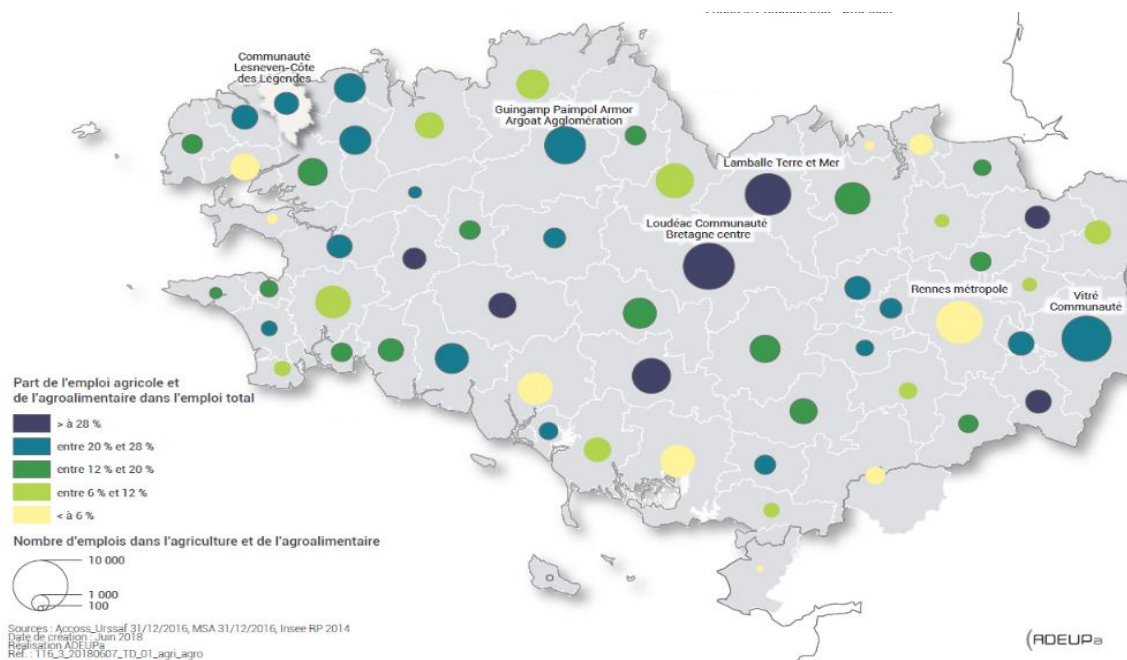 Communauté
Lesneven-Côte
des Légendes
Guingamp Paimpol Armor
Argoat Agglomération
Lamballe Terre et Mer
Loudéac Communauté
Bretagne centre
Rennes métropole
Vitré
Communauté
Part de l'emploi agricole et
de l'agroalimentaire dans l'emploi total
> à 28 %
entre 20 % et 28 %
entre 12 % et 20 %
entre 6 % et 12 %
< à 6 %
Nombre d'emplois dans l'agriculture et de l'agroalimentaire
10 000
1 000
100
Sources : Accoss_Urssaf 31/12/2016, MSA 31/12/2016, Insee RP 2014
Date de création : Juin 2018
Réalisation ADEUPa
Ref. : 116_3_20180607_TD_01_agri_agro
ADEUPa